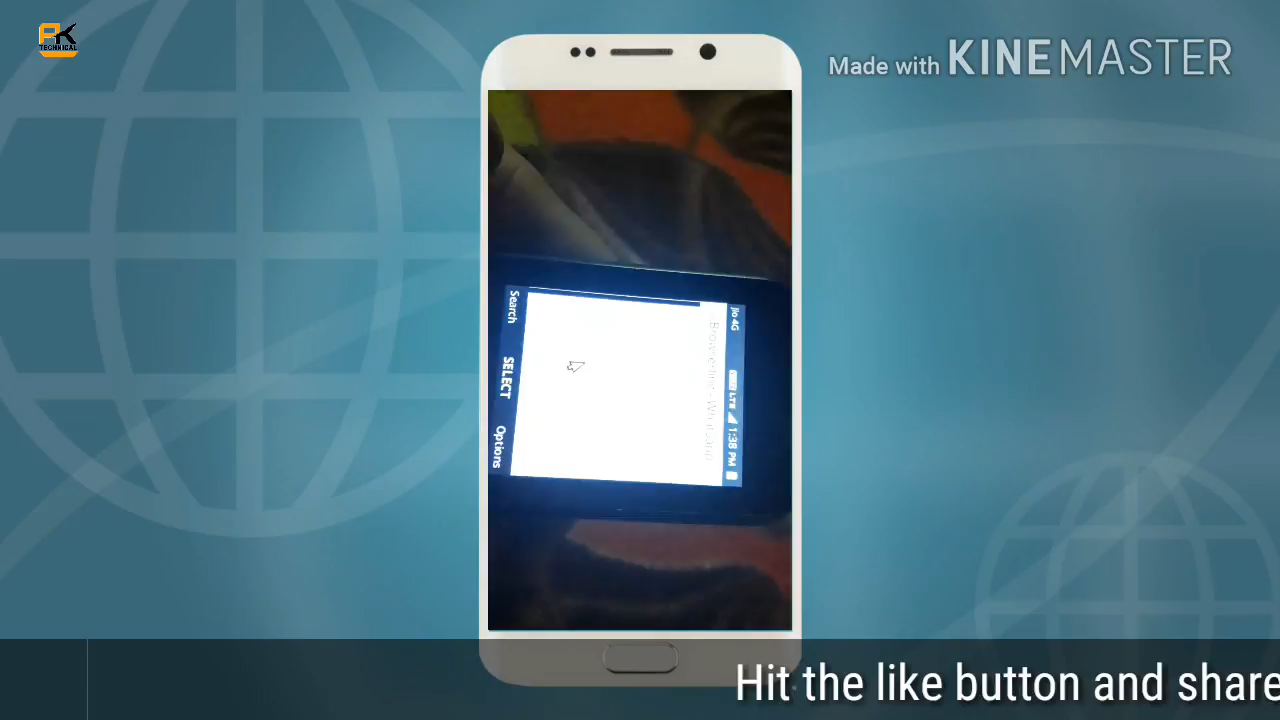 PK
TECHNICAL
Made with KINEMASTER
Jio 4G
LTE
1:38 PM
Search
SELECT
Options
Hit the like button and share